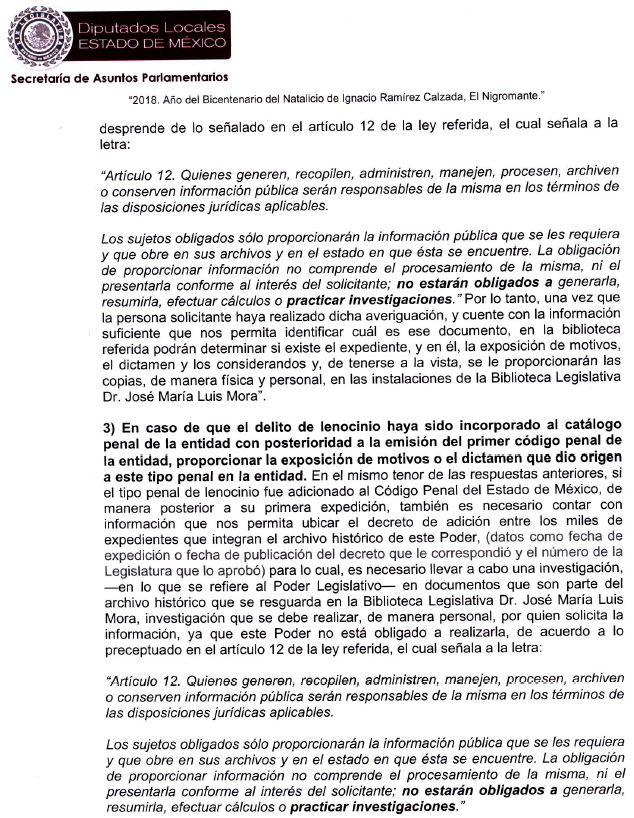 Diputados Locales
ESTADO DE MÉXICO
Secretaría de Asuntos Parlamentarios
"2018. Año del Bicentenario del Natalicio de Ignacio Ramírez Calzada, El Nigromante."
desprende de lo señalado en el artículo 12 de la ley referida, el cual señala a la
letra:
"Artículo 12. Quienes generen, recopilen, administren, manejen, procesen, archiven
o conserven información pública serán responsables de la misma en los términos de
las disposiciones jurídicas aplicables.
Los sujetos obligados sólo proporcionarán la información pública que se les requiera
y que obre en sus archivos y en el estado en que ésta se encuentre. La obligación
de proporcionar información no comprende el procesamiento de la misma, ni el
presentarla conforme al interés del solicitante; no estarán obligados a generarla,
resumirla, efectuar cálculos o practicar investigaciones." Por lo tanto, una vez que
la persona solicitante haya realizado dicha averiguación, y cuente con la información
suficiente que nos permita identificar cuál es ese documento, en la biblioteca
referida podrán determinar si existe el expediente, y en él, la exposición de motivos,
el dictamen y los considerandos y, de tenerse a la vista, se le proporcionarán las
copias, de manera física y personal, en las instalaciones de la Biblioteca Legislativa
Dr. José María Luis Mora".
3) En caso de que el delito de lenocinio haya sido incorporado al catálogo
penal de la entidad con posterioridad a la emisión del primer código penal de
la entidad, proporcionar la exposición de motivos o el dictamen que dio origen
a este tipo penal en la entidad. En el mismo tenor de las respuestas anteriores, si
el tipo penal de lenocinio fue adicionado al Código Penal del Estado de México, de
manera posterior a su primera expedición, también es necesario contar con
información que nos permita ubicar el decreto de adición entre los miles de
expedientes que integran el archivo histórico de este Poder, (datos como fecha de
expedición o fecha de publicación del decreto que le correspondió y el número de la
Legislatura que lo aprobó) para lo cual, es necesario llevar a cabo una investigación,
—en lo que se refiere al Poder Legislativo— en documentos que son parte del
archivo histórico que se resguarda en la Biblioteca Legislativa Dr. José María Luis
Mora, investigación que se debe realizar, de manera personal, por quien solicita la
información, ya que este Poder no está obligado a realizarla, de acuerdo a lo
preceptuado en el artículo 12 de la ley referida, el cual señala a la letra:
"Artículo 12. Quienes generen, recopilen, administren, manejen, procesen, archiven
o conserven información pública serán responsables de la misma en los términos de
las disposiciones jurídicas aplicables.
Los sujetos obligados sólo proporcionarán la información pública que se les requiera
y que obre en sus archivos y en el estado en que ésta se encuentre. La obligación
de proporcionar información no comprende el procesamiento de la misma, ni el
presentarla conforme al interés del solicitante; no estarán obligados a generarla,
resumirla, efectuar cálculos o practicar investigaciones."